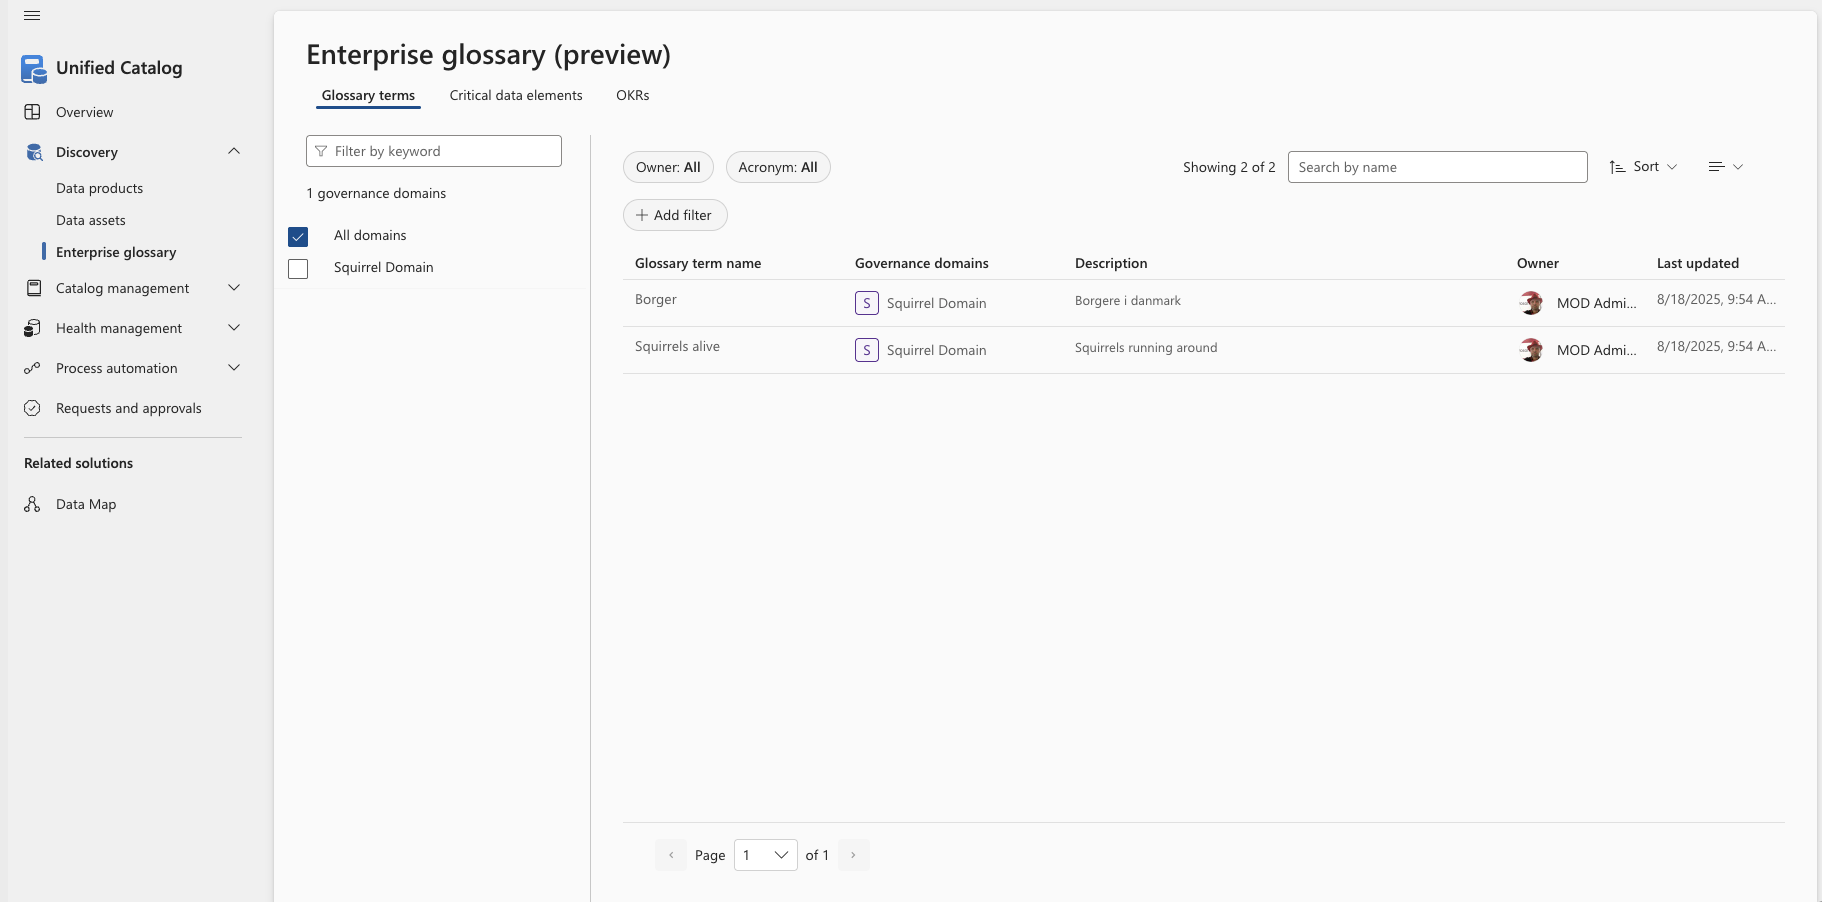 Unified Catalog
Overview
Discovery
Data products
Data assets
Enterprise glossary
Catalog management
Health management
Process automation
Requests and approvals
Related solutions
Data Map
Enterprise glossary (preview)
Glossary terms Critical data elements OKRs
Filter by keyword
1 governance domains
All domains
Squirrel Domain
Owner: All Acronym: All Showing 2 of 2 Search by name Sort
Add filter
Glossary term name Governance domains Description Owner Last updated
Borger S Squirrel Domain Borgere i danmark MOD Admi... 8/18/2025, 9:54 A...
Squirrels alive S Squirrel Domain Squirrels running around MOD Admi... 8/18/2025, 9:54 A...
Page 1 of 1